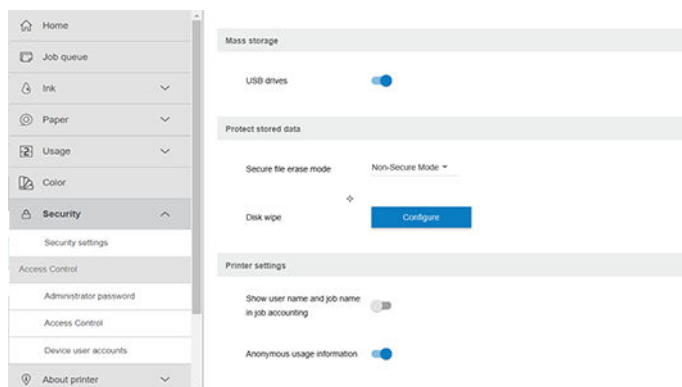 Home
Job queue
Ink
Paper
Usage
Color
Security
Security settings
Access Control
Administrator password
Access Control
Device user accounts
About printer
Mass storage
USB drives
Protect stored data
Secure file erase mode
Non-Secure Mode
Disk wipe
Configure
Printer settings
Show user name and job name
in job accounting
Anonymous usage information